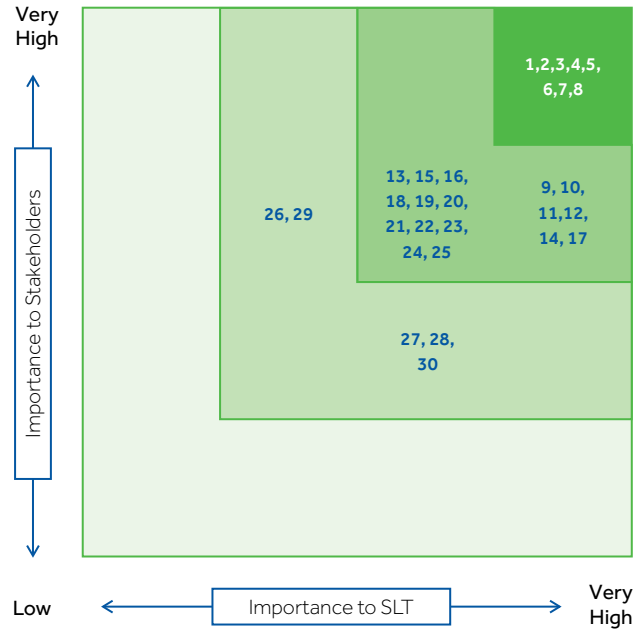 Very
High
Importance to Stakeholders
1,2,3,4,5,
6,7,8
13, 15, 16,
18, 19, 20,
21, 22, 23,
24, 25
9, 10,
11,12,
14, 17
26, 29
27, 28,
30
Low
Importance to SLT
Very
High